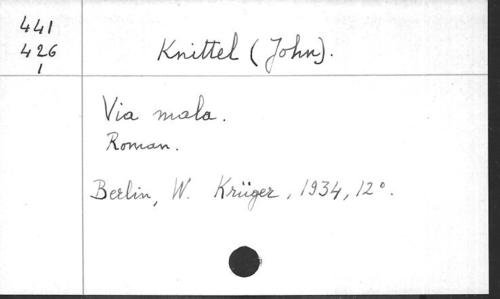 441
426
1
Knittel (John).
Via mala.
Roman.
Berlin, W. Krüger, 1934, 12°.